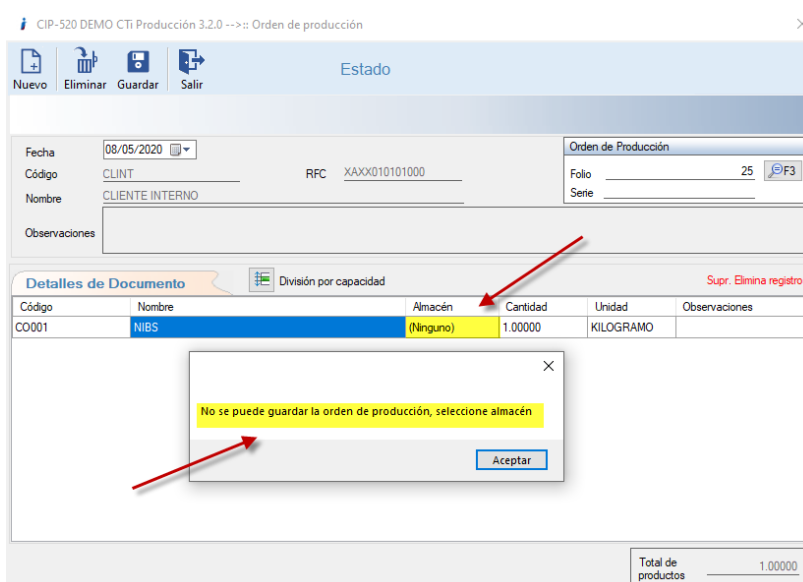 CIP-520 DEMO CTi Producción 3.2.0 -->:: Orden de producción
Nuevo Eliminar Guardar Salir
Estado
Fecha 08/05/2020
Código CLINT RFC XAXX010101000
Nombre CLIENTE INTERNO
Observaciones
Orden de Producción
Folio 25 F3
Serie
Detalles de Documento División por capacidad Supr. Elimina registro
Código Nombre Almacén Cantidad Unidad Observaciones
CO001 NIBS (Ninguno) 1.00000 KILOGRAMO
No se puede guardar la orden de producción, seleccione almacén
Aceptar
Total de
productos 1.00000